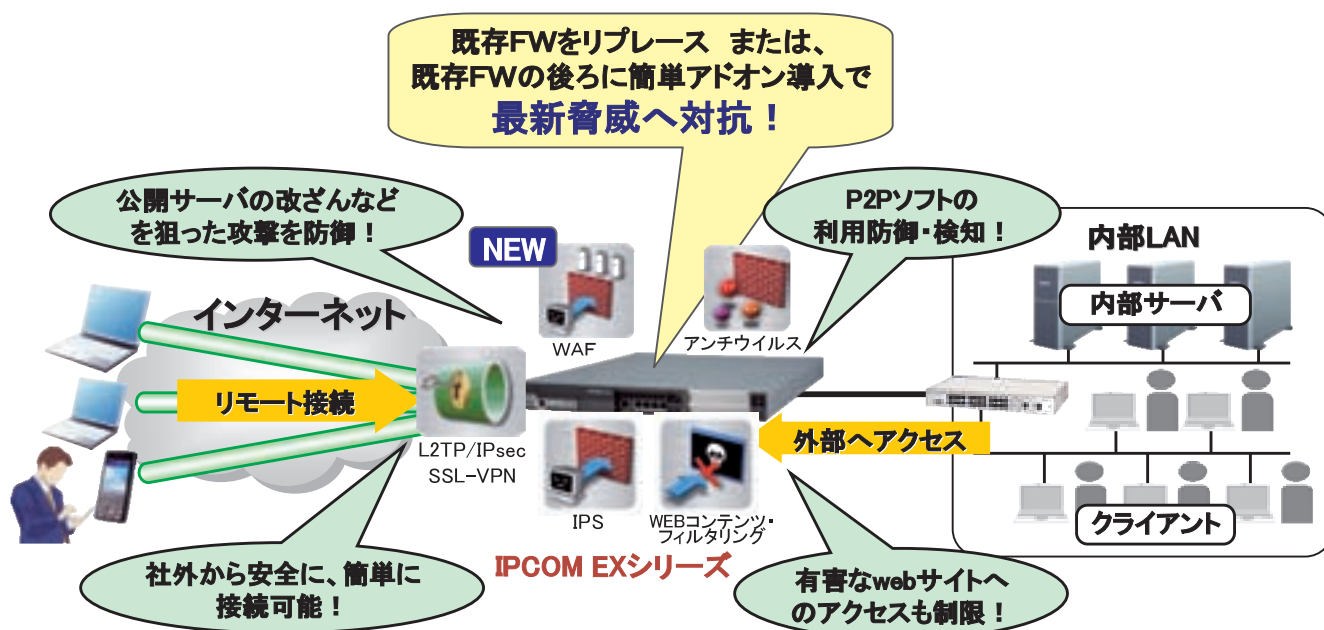 既存FWをリプレース または、
既存FWの後ろに簡単アドオン導入で
最新脅威へ対抗！
公開サーバの改ざんなど
を狙った攻撃を防御！
P2Pソフトの
利用防御・検知！
NEW
WAF
アンチウイルス
内部LAN
内部サーバ
インターネット
リモート接続
L2TP/IPsec
SSL-VPN
外部へアクセス
IPS
WEBコンテンツ・
フィルタリング
クライアント
IPCOM EXシリーズ
社外から安全に、簡単に
接続可能！
有害なwebサイトへ
のアクセスも制限！